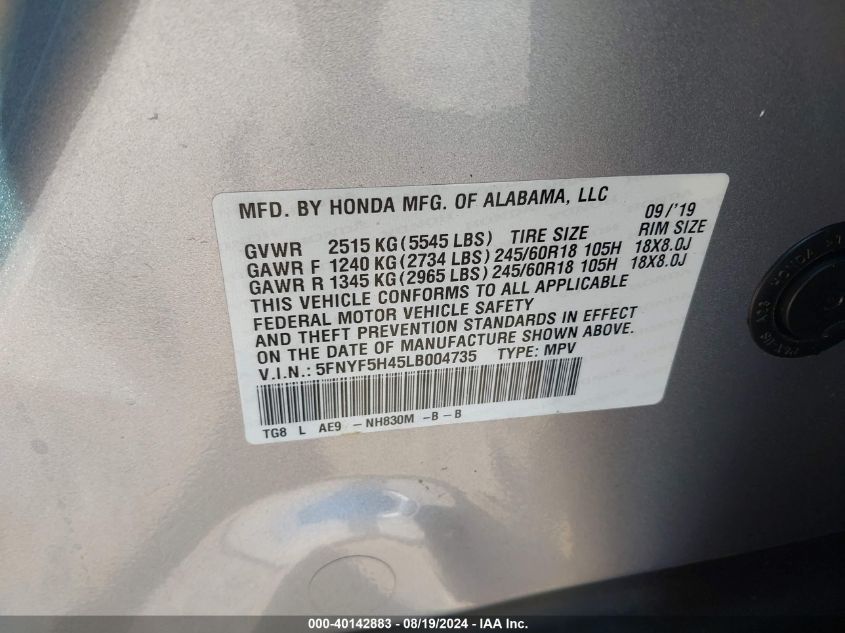 MFD. BY HONDA MFG. OF ALABAMA, LLC
09/'19
GVWR 2515 KG (5545 LBS) TIRE SIZE RIM SIZE
GAWR F 1240 KG (2734 LBS) 245/60R18 105H 18X8.0J
GAWR R 1345 KG (2965 LBS) 245/60R18 105H 18X8.0J
THIS VEHICLE CONFORMS TO ALL APPLICABLE
FEDERAL MOTOR VEHICLE SAFETY
AND THEFT PREVENTION STANDARDS IN EFFECT
ON THE DATE OF MANUFACTURE SHOWN ABOVE.
V.I.N.: 5FNYF5H45LB004735 TYPE: MPV
TG8 L AE9 -NH830M -B -B
HONDA
000-40142883 - 08/19/2024 - IAA Inc.